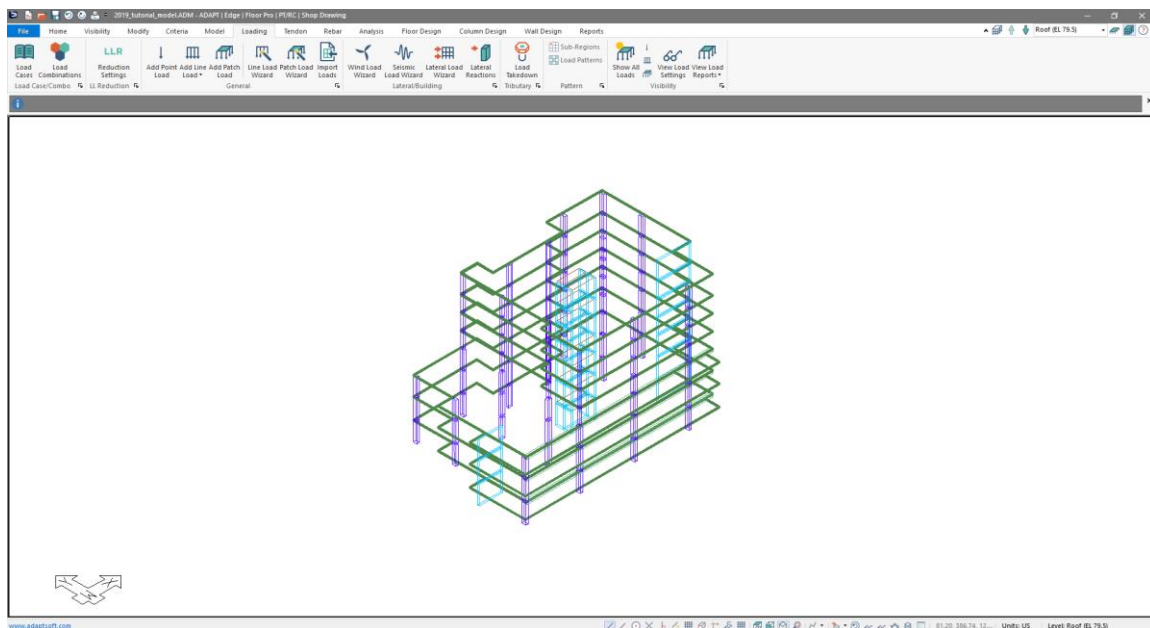 2019_tutorial_model.ADM - ADAPT | Edge | Floor Pro | PT/RC | Shop Drawing
File Home Visibility Modify Criteria Model Loading Tendon Rebar Analysis Floor Design Column Design Wall Design Reports
Roof (EL 79.5)
LLR
Sub-Regions
Load Patterns
Load Load Reduction Add Point Add Line Add Patch Line Load Patch Load Import Wind Load Seismic Lateral Load Lateral Load Show All View Load View Load
Cases Combinations Settings Load Load Load Wizard Wizard Loads Wizard Load Wizard Wizard Reactions Takedown Loads Settings Reports
Load Case/Combo LL Reduction General Lateral/Building Tributary Pattern Visibility
www.adaptsoft.com
Units: US Level: Roof (EL 79.5)